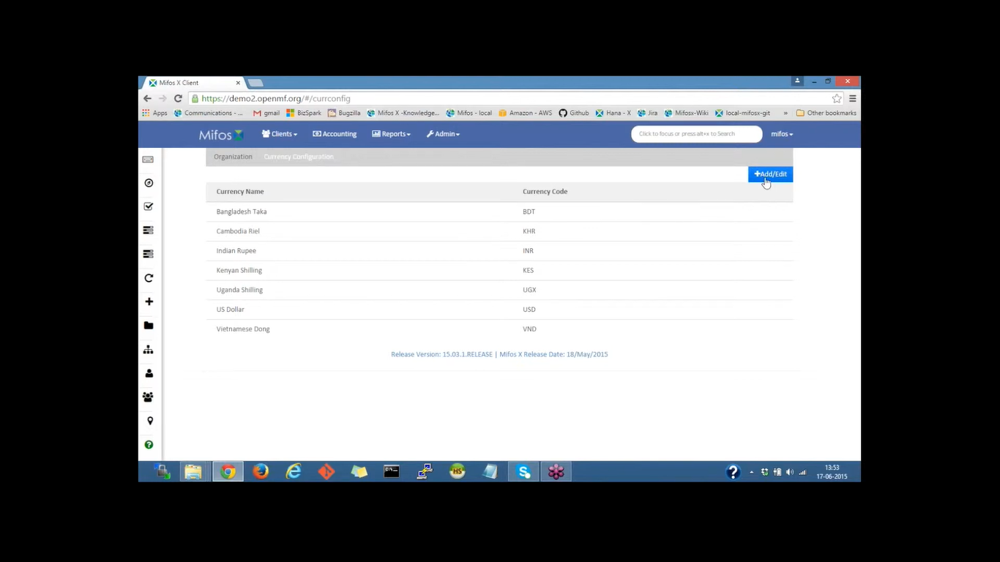 Mifos X Client
https://demo2.openmf.org/#/currconfig
Apps Communications - ... gmail BizSpark Bugzilla Mifos X -Knowledge... Mifos - local Amazon - AWS Github Hana - X Jira Mifosx-Wiki local-mifosx-git » Other bookmarks
Mifos Clients Accounting Reports Admin Click to focus or press alt+x to Search mifos
Organization Currency Configuration
+Add/Edit
Currency Name Currency Code
Bangladesh Taka BDT
Cambodia Riel KHR
Indian Rupee INR
Kenyan Shilling KES
Uganda Shilling UGX
US Dollar USD
Vietnamese Dong VND
Release Version: 15.03.1.RELEASE | Mifos X Release Date: 18/May/2015
HS
13:53
17-06-2015